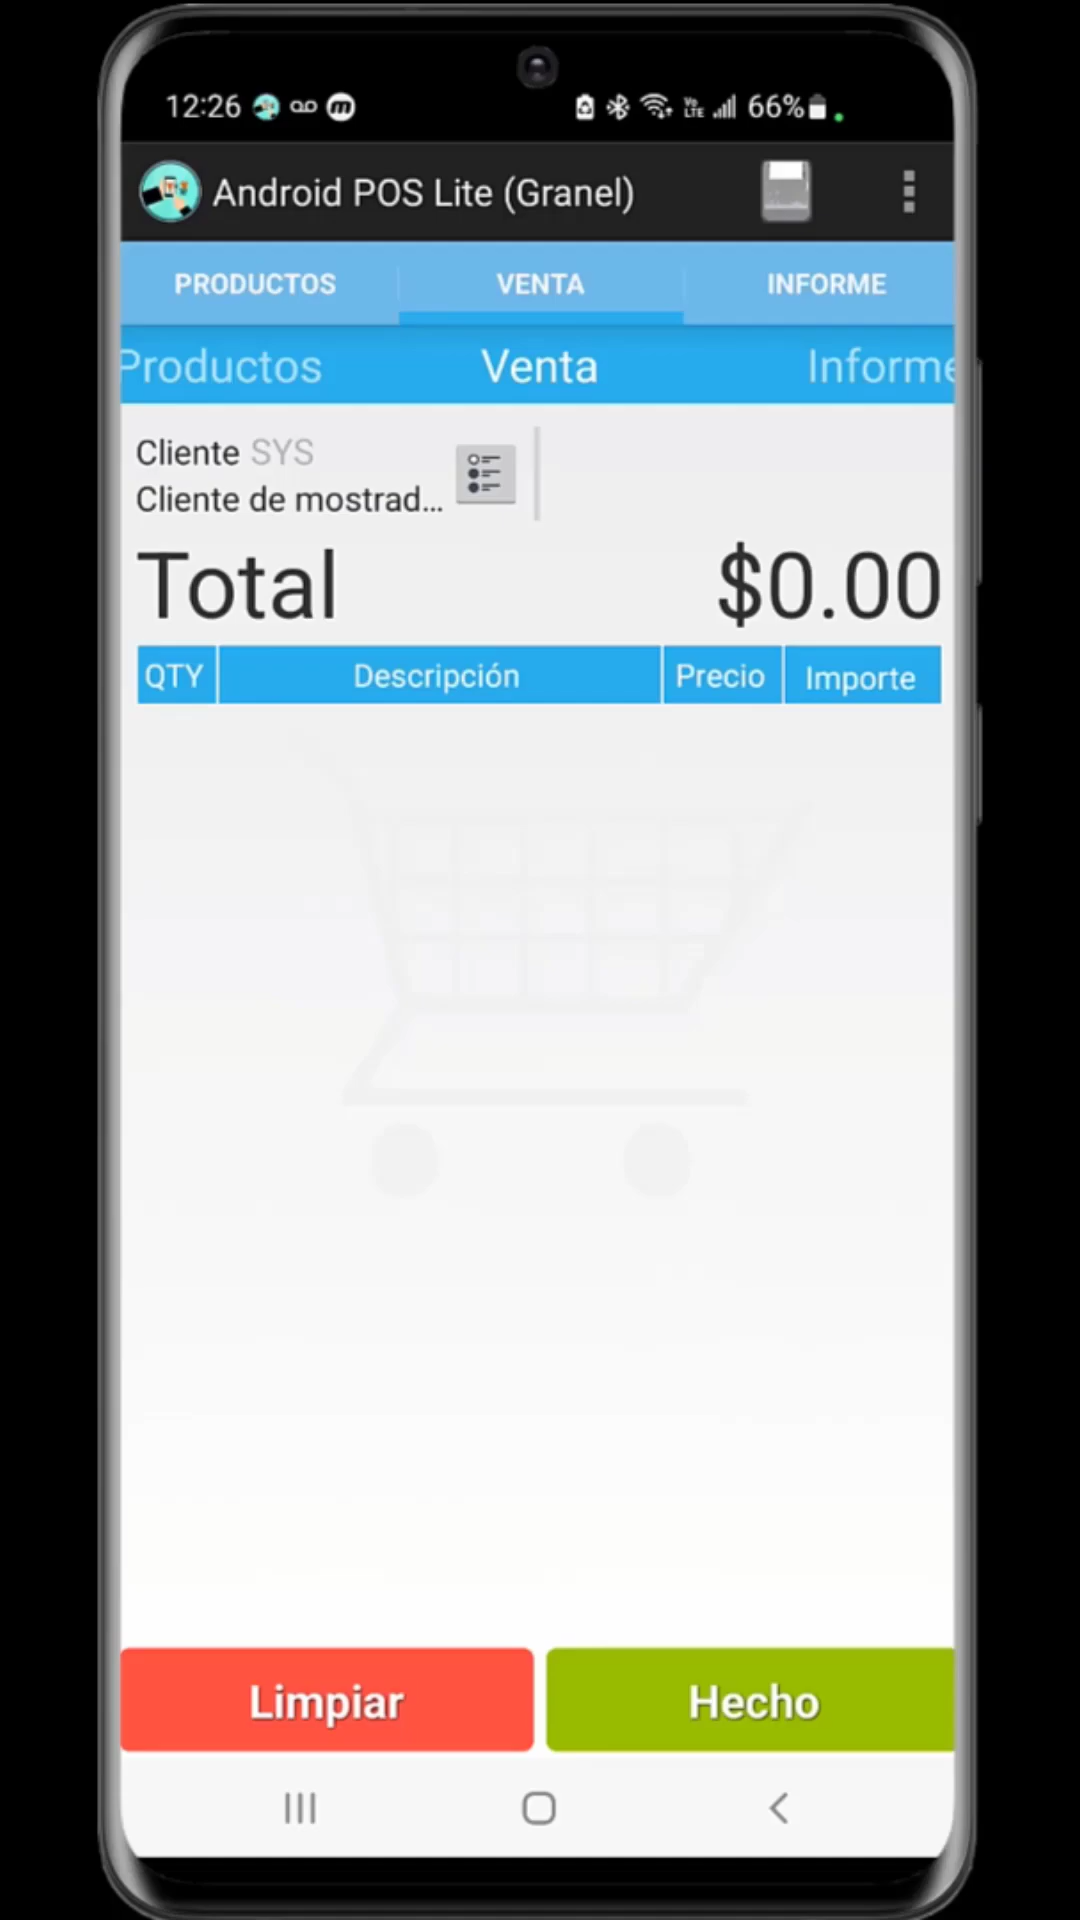 12:26 66%
Android POS Lite (Granel)
PRODUCTOS VENTA INFORME
Productos Venta Informe
Cliente SYS
Cliente de mostrad...
Total $0.00
QTY Descripción Precio Importe
Limpiar Hecho